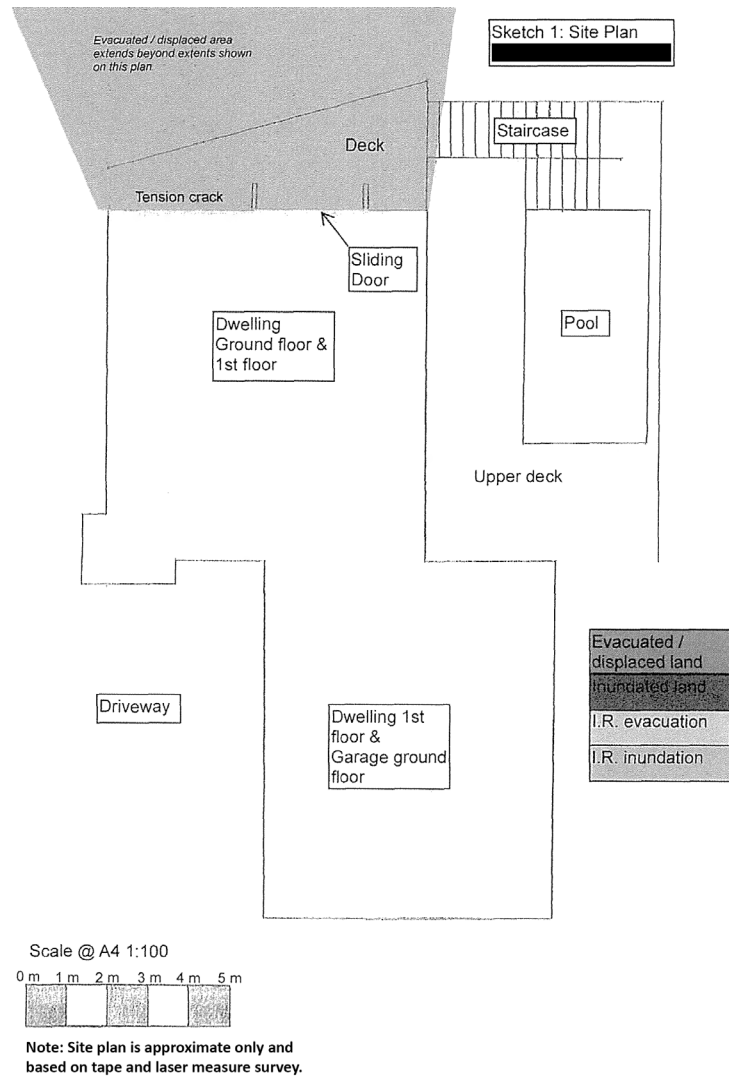 Evacuated / displaced area
extends beyond extents shown
on this plan
Sketch 1: Site Plan
Staircase
Deck
Tension crack
Sliding
Door
Dwelling
Ground floor &
1st floor
Pool
Upper deck
Evacuated /
displaced land
Inundated land
I.R. evacuation
I.R. inundation
Driveway
Dwelling 1st
floor &
Garage ground
floor
Scale @ A4 1:100
0 m 1 m 2 m 3 m 4 m 5 m
Note: Site plan is approximate only and
based on tape and laser measure survey.